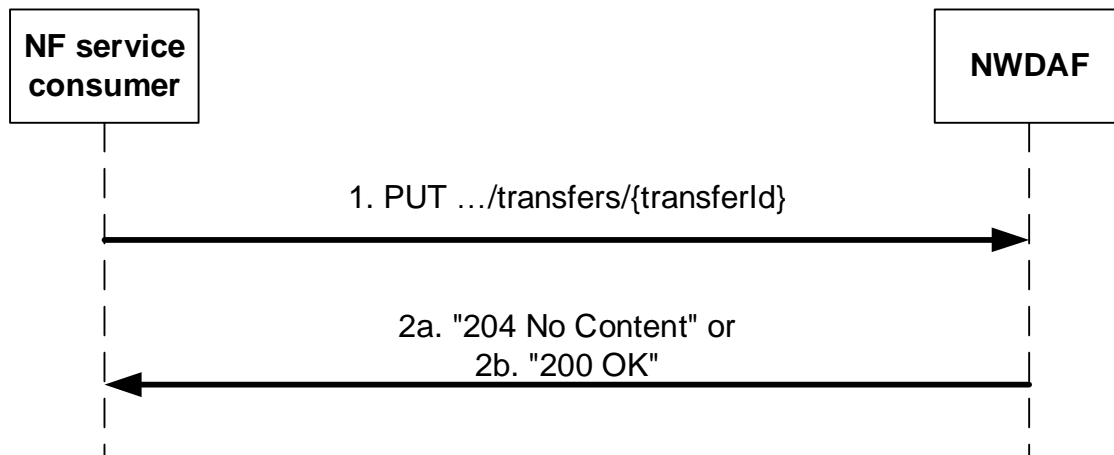 NF service
consumer
NWDAF
1. PUT …/transfers/{transferId}
2a. "204 No Content" or
2b. "200 OK"